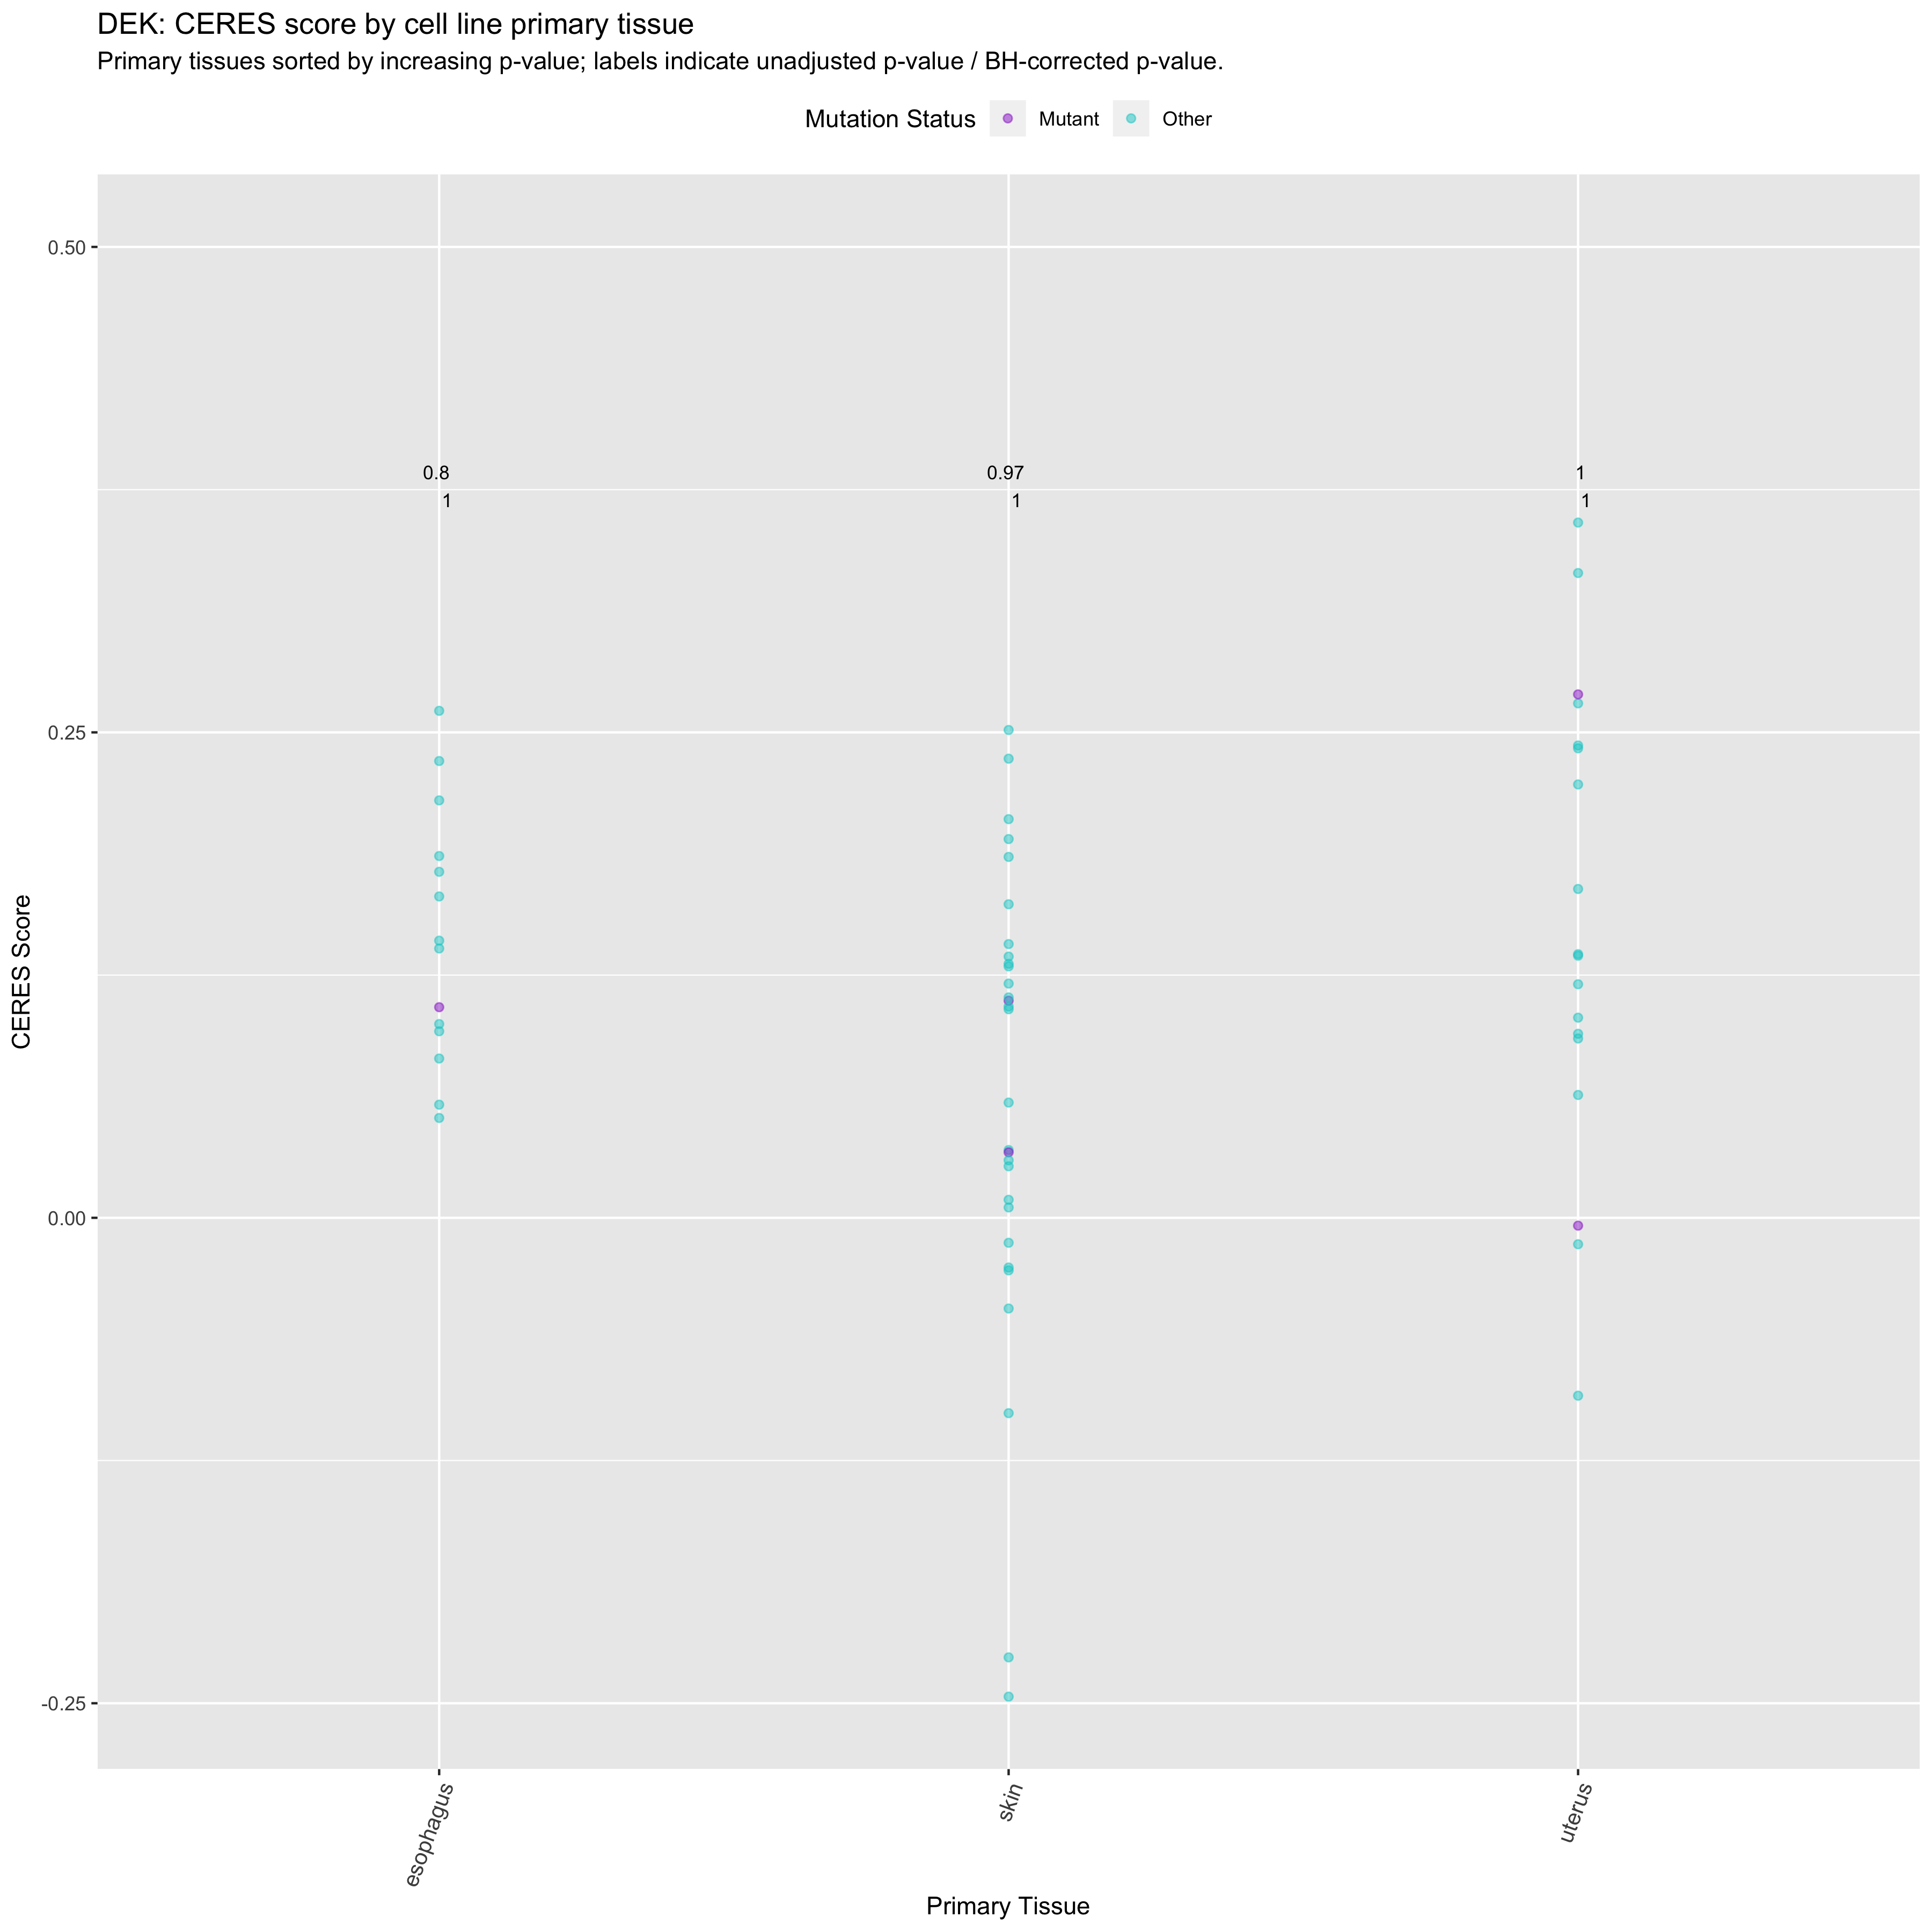 DEK: CERES score by cell line primary tissue
Primary tissues sorted by increasing p-value; labels indicate unadjusted p-value / BH-corrected p-value.
Mutation Status Mutant Other
0.50
0.8 0.97 1
1 1 1
0.25
CERES Score
0.00
-0.25
esophagus skin uterus
Primary Tissue